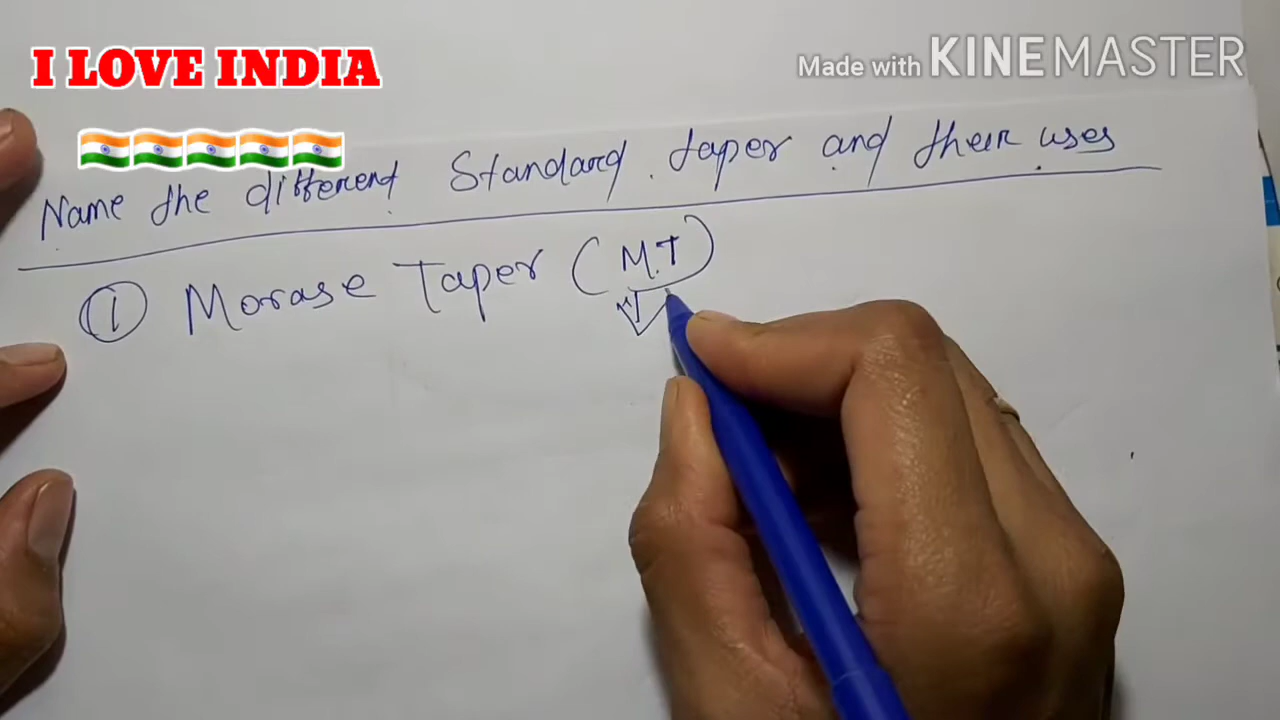 I LOVE INDIA
Made with KINEMASTER
Name the different Standard taper and their uses
① Morase Taper (M.T)